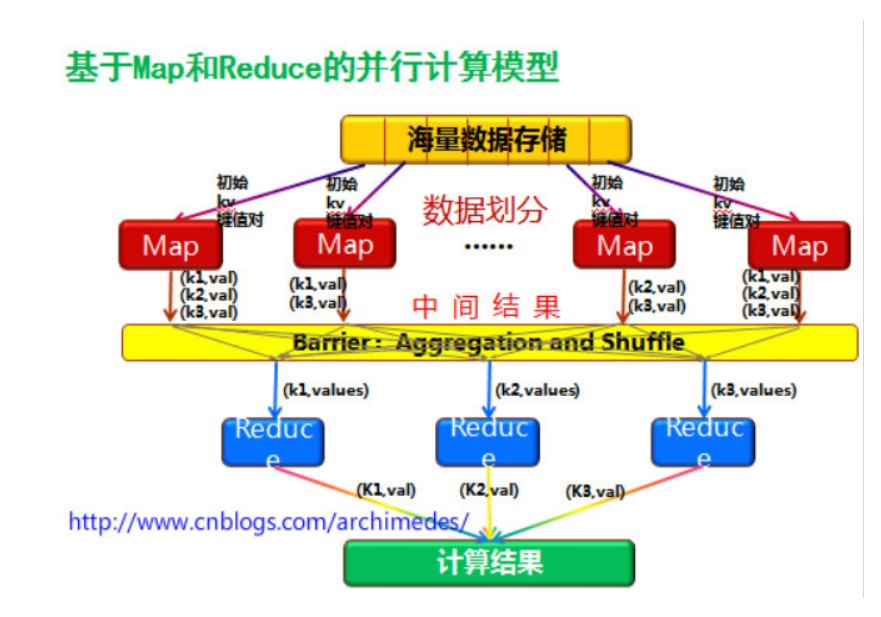 基于Map和Reduce的并行计算模型
海量数据存储
初始
kv
键值对
初始
kv
键值对
初始
kv
键值对
初始
kv
键值对
数据划分
Map
Map
......
Map
Map
(k1,val)
(k2,val)
(k3,val)
(k1,val)
(k3,val)
(k2,val)
(k3,val)
(k1,val)
(k2,val)
(k3,val)
中间结果
Barrier: Aggregation and Shuffle
(k1,values)
(k2,values)
(k3,values)
Reduc
e
Reduc
e
Reduc
e
(K1,val)
(K2,val)
(K3,val)
http://www.cnblogs.com/archimedes/
计算结果